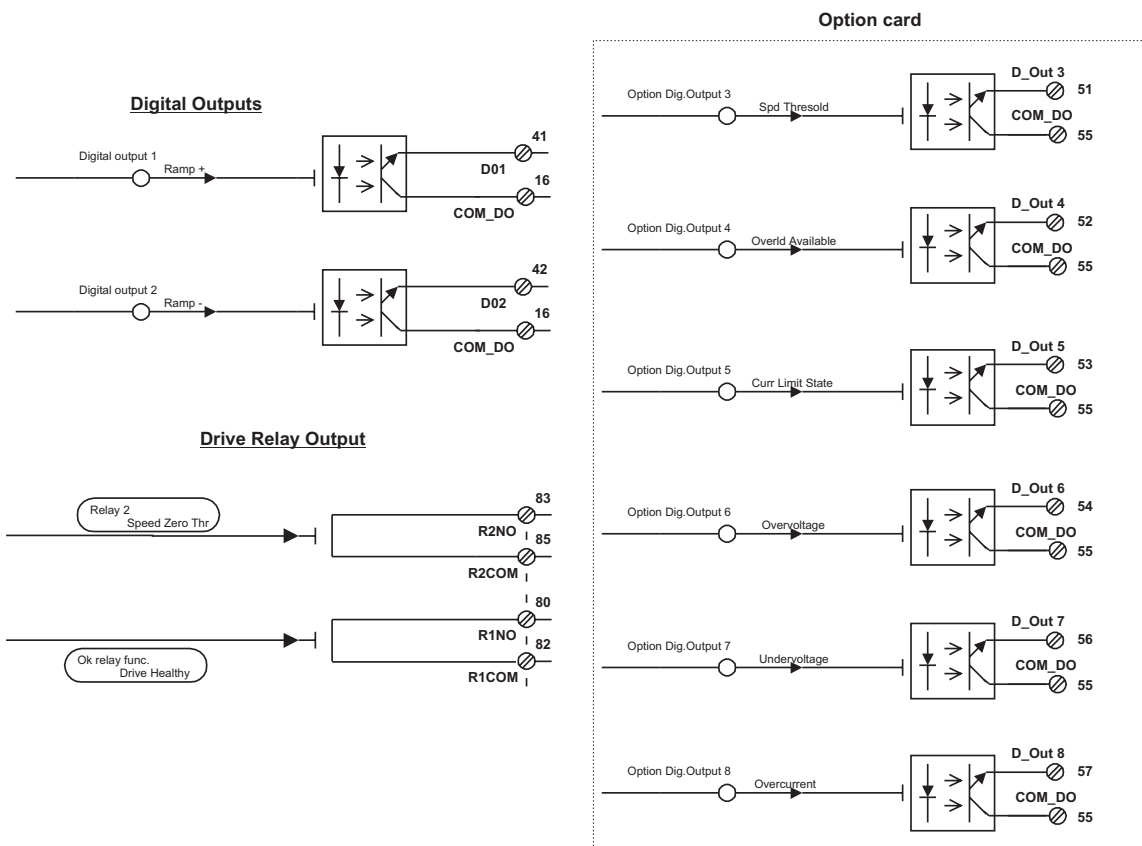 Option card
Digital Outputs
Digital output 1
Ramp +
41
D01
16
COM_DO
Digital output 2
Ramp -
42
D02
16
COM_DO
Drive Relay Output
Relay 2
Speed Zero Thr
83
R2NO
85
R2COM
80
R1NO
82
R1COM
Ok relay func.
Drive Healthy
Option Dig.Output 3
Spd Thresold
D_Out 3
51
COM_DO
55
Option Dig.Output 4
Overld Available
D_Out 4
52
COM_DO
55
Option Dig.Output 5
Curr Limit State
D_Out 5
53
COM_DO
55
Option Dig.Output 6
Overvoltage
D_Out 6
54
COM_DO
55
Option Dig.Output 7
Undervoltage
D_Out 7
56
COM_DO
55
Option Dig.Output 8
Overcurrent
D_Out 8
57
COM_DO
55